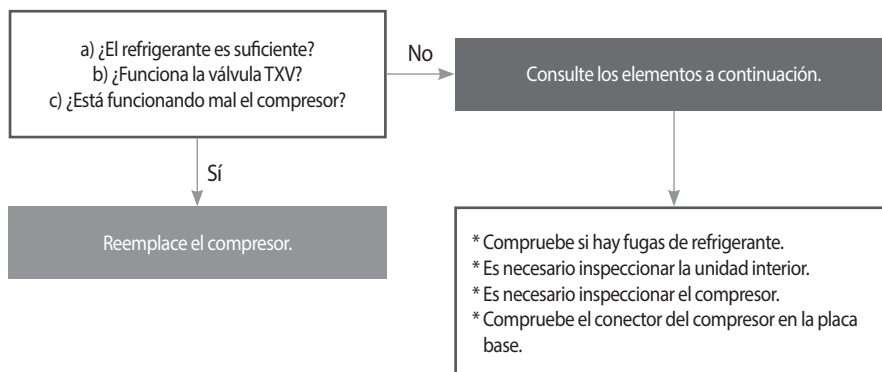 a) ¿El refrigerante es suficiente?
b) ¿Funciona la válvula TXV?
c) ¿Está funcionando mal el compresor?
No
Consulte los elementos a continuación.
Sí
Reemplace el compresor.
* Compruebe si hay fugas de refrigerante.
* Es necesario inspeccionar la unidad interior.
* Es necesario inspeccionar el compresor.
* Compruebe el conector del compresor en la placa
base.